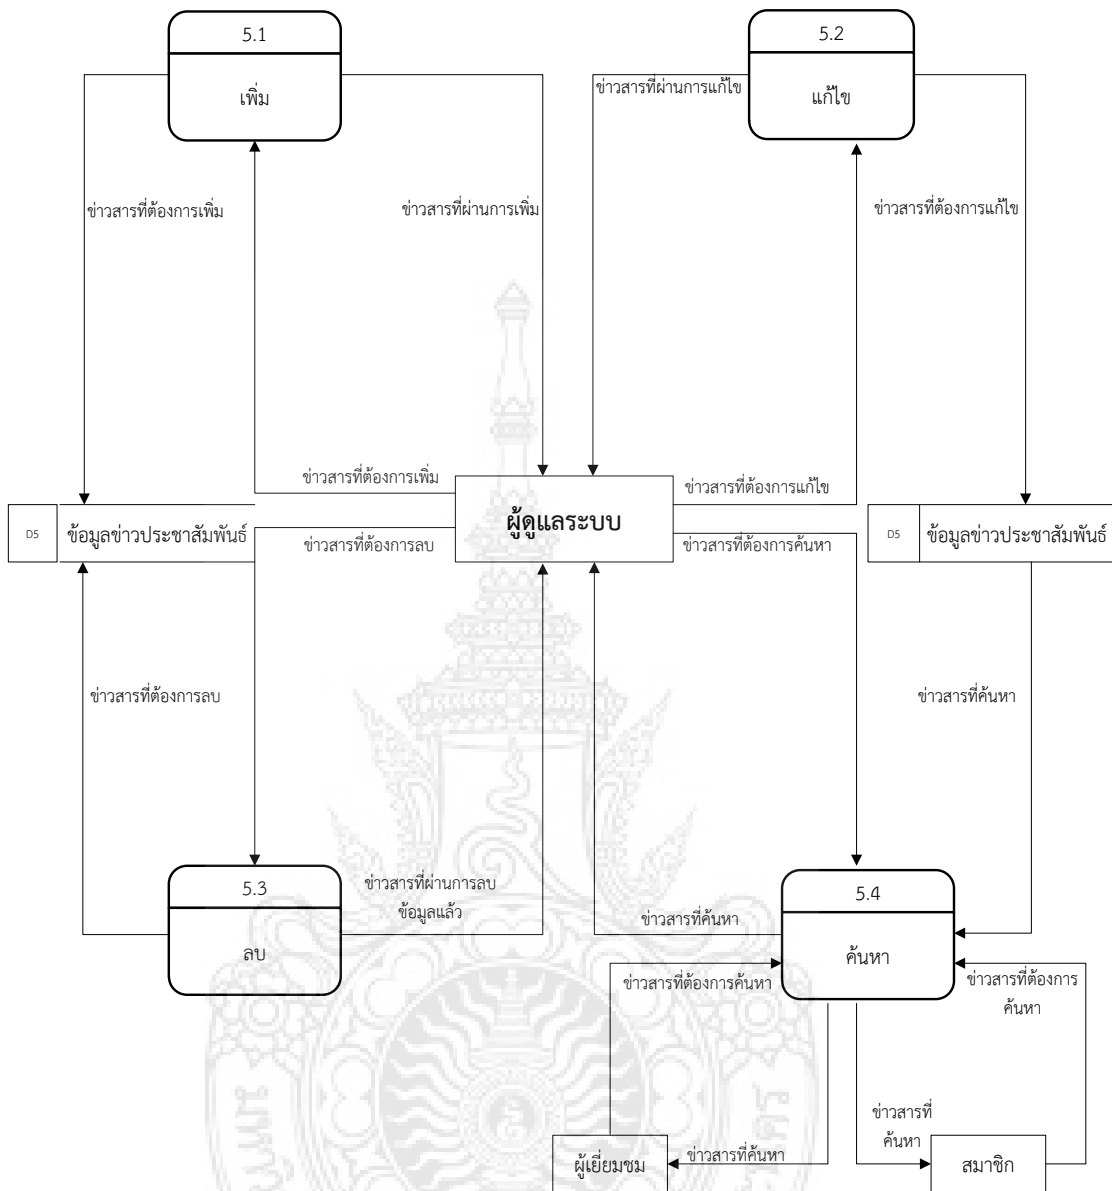 5.1
เพิ่ม
5.2
แก้ไข
ข่าวสารที่ผ่านการแก้ไข
ข่าวสารที่ต้องการเพิ่ม
ข่าวสารที่ผ่านการเพิ่ม
ข่าวสารที่ต้องการแก้ไข
ข่าวสารที่ต้องการเพิ่ม
ข่าวสารที่ต้องการแก้ไข
D5
ข้อมูลข่าวประชาสัมพันธ์
ข่าวสารที่ต้องการลบ
ผู้ดูแลระบบ
ข่าวสารที่ต้องการค้นหา
D5
ข้อมูลข่าวประชาสัมพันธ์
ข่าวสารที่ต้องการลบ
ข่าวสารที่ค้นหา
5.3
ลบ
ข่าวสารที่ผ่านการลบ
ข้อมูลแล้ว
ข่าวสารที่ค้นหา
5.4
ค้นหา
ข่าวสารที่ต้องการค้นหา
ข่าวสารที่ต้องการ
ค้นหา
ข่าวสารที่
ค้นหา
ผู้เยี่ยมชม
ข่าวสารที่ค้นหา
สมาชิก